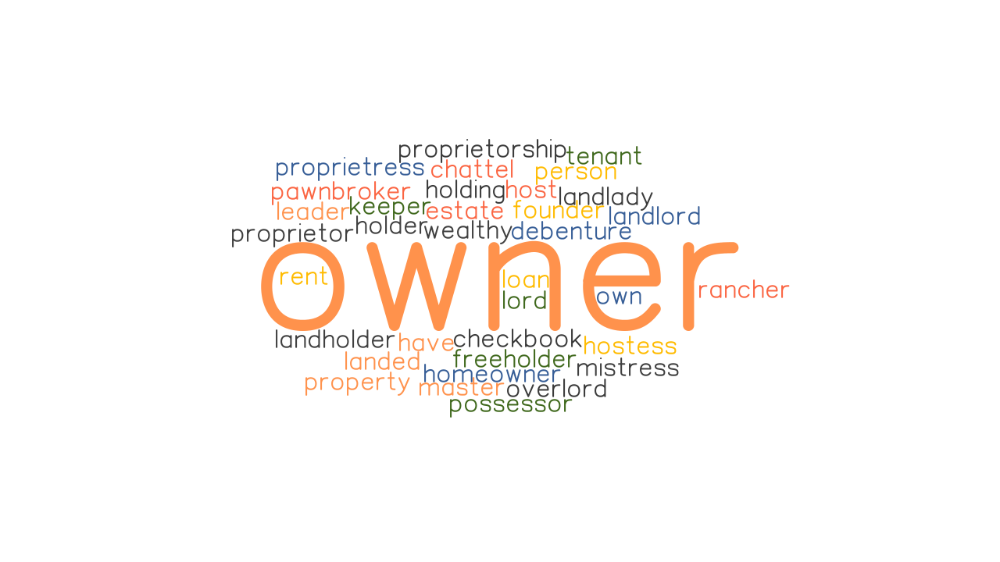 proprietorship
tenant
proprietress
chattel
person
pawnbroker
holding
host
landlady
leader
keeper
estate
founder
landlord
proprietor
holder
wealthy
debenture
owner
rent
loan
lord
own
rancher
landholder
have
checkbook
hostess
landed
freeholder
mistress
property
homeowner
master
overlord
possessor